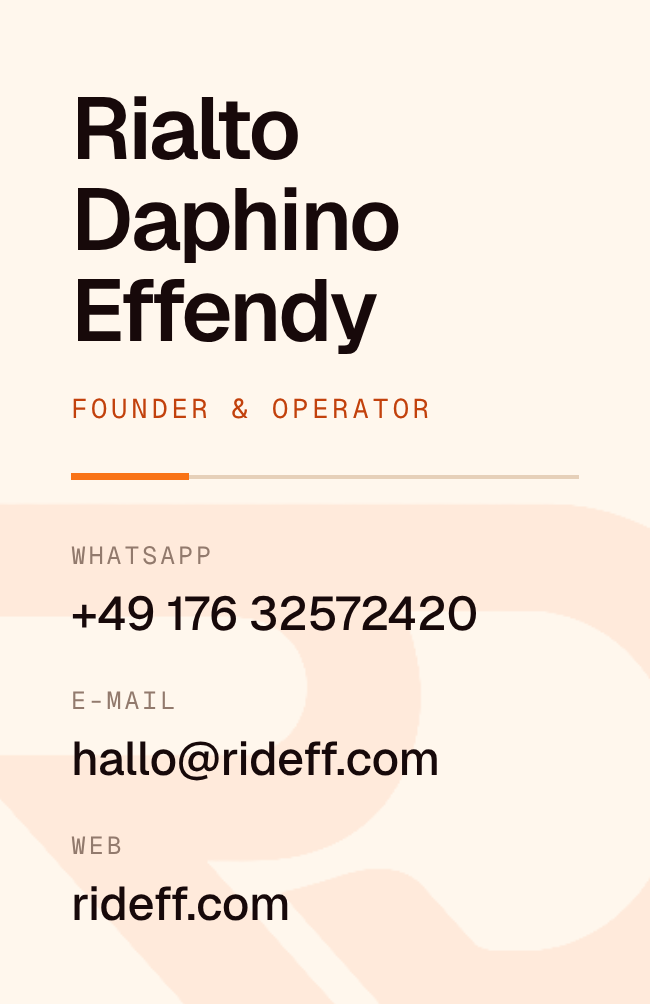 Rialto
Daphino
Effendy
FOUNDER & OPERATOR
WHATSAPP
+49 176 32572420
E-MAIL
hallo@rideff.com
WEB
rideff.com